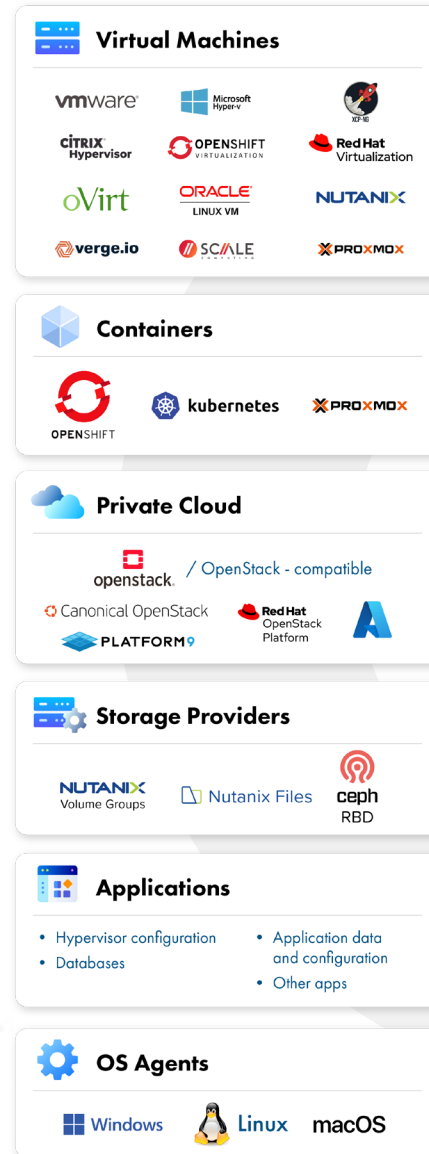 Virtual Machines
vmware®
Microsoft
Hyper-v
XCP-NG
CİTRIX
Hypervisor
OPENSHIFT
VIRTUALIZATION
Red Hat
Virtualization
oVirt
ORACLE
LINUX VM
NUTANIX
verge.io
SCALE
COMPUTING
PROXMOX
Containers
OPENSHIFT
kubernetes
PROXMOX
Private Cloud
openstack.
/ OpenStack - compatible
Canonical OpenStack
Red Hat
OpenStack
Platform
PLATFORM9
Storage Providers
NUTANIX
Volume Groups
Nutanix Files
ceph
RBD
Applications
• Hypervisor configuration
• Databases
• Application data
and configuration
• Other apps
OS Agents
Windows
Linux
macOS